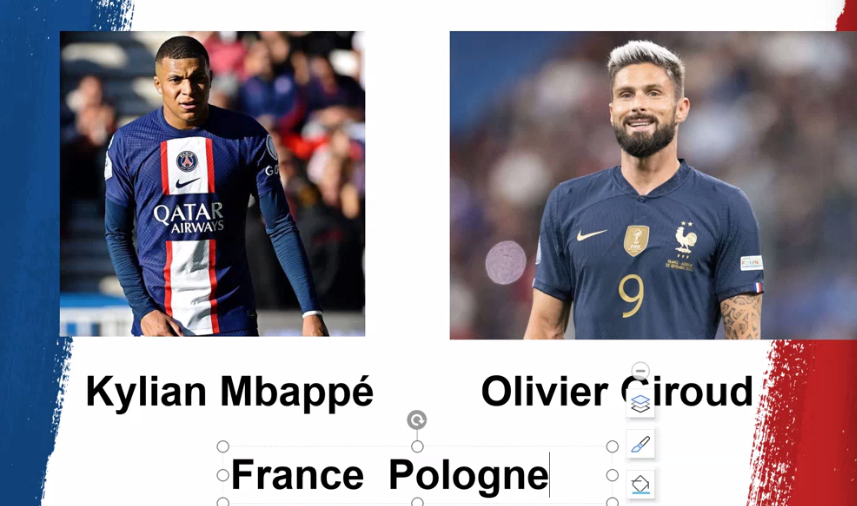 QATAR
AIRWAYS
9
Kylian Mbappé
Olivier Giroud
France Pologne